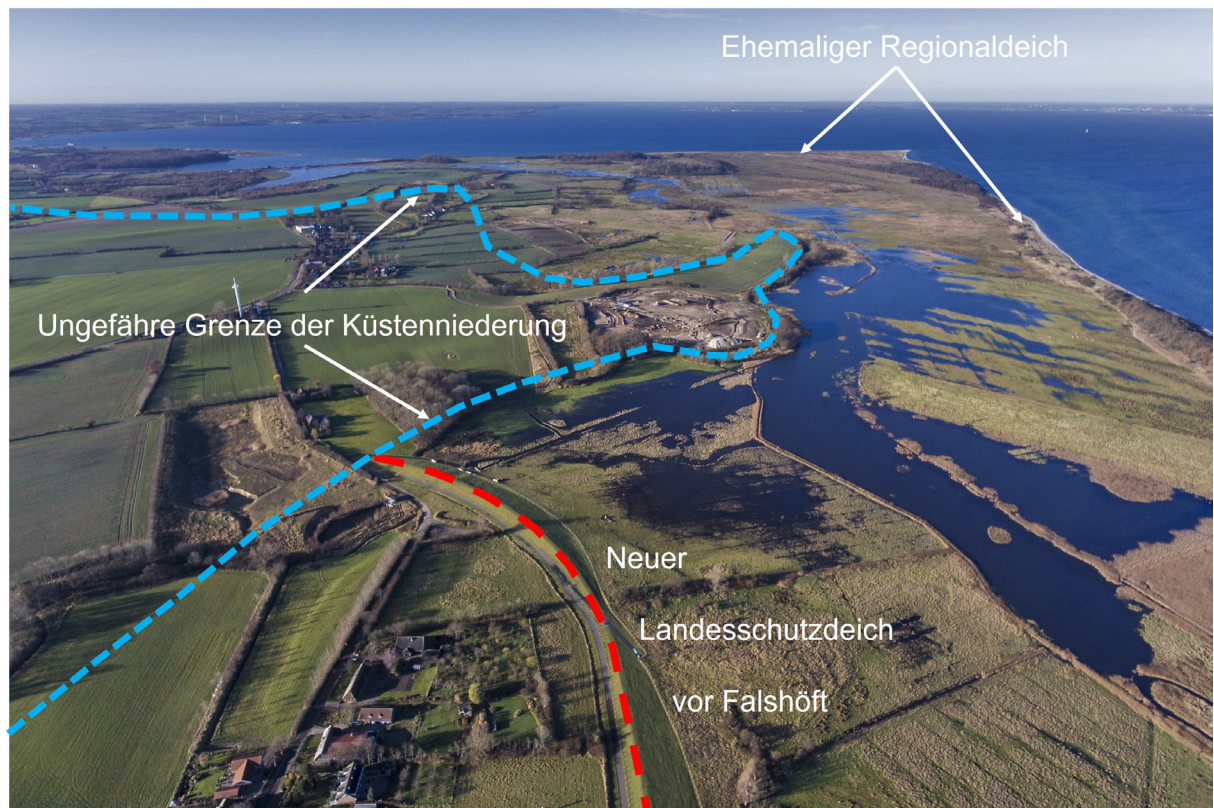 Ehemaliger Regionaldeich
Ungefähre Grenze der Küstenniederung
Neuer
Landesschutzdeich
vor Falshöft